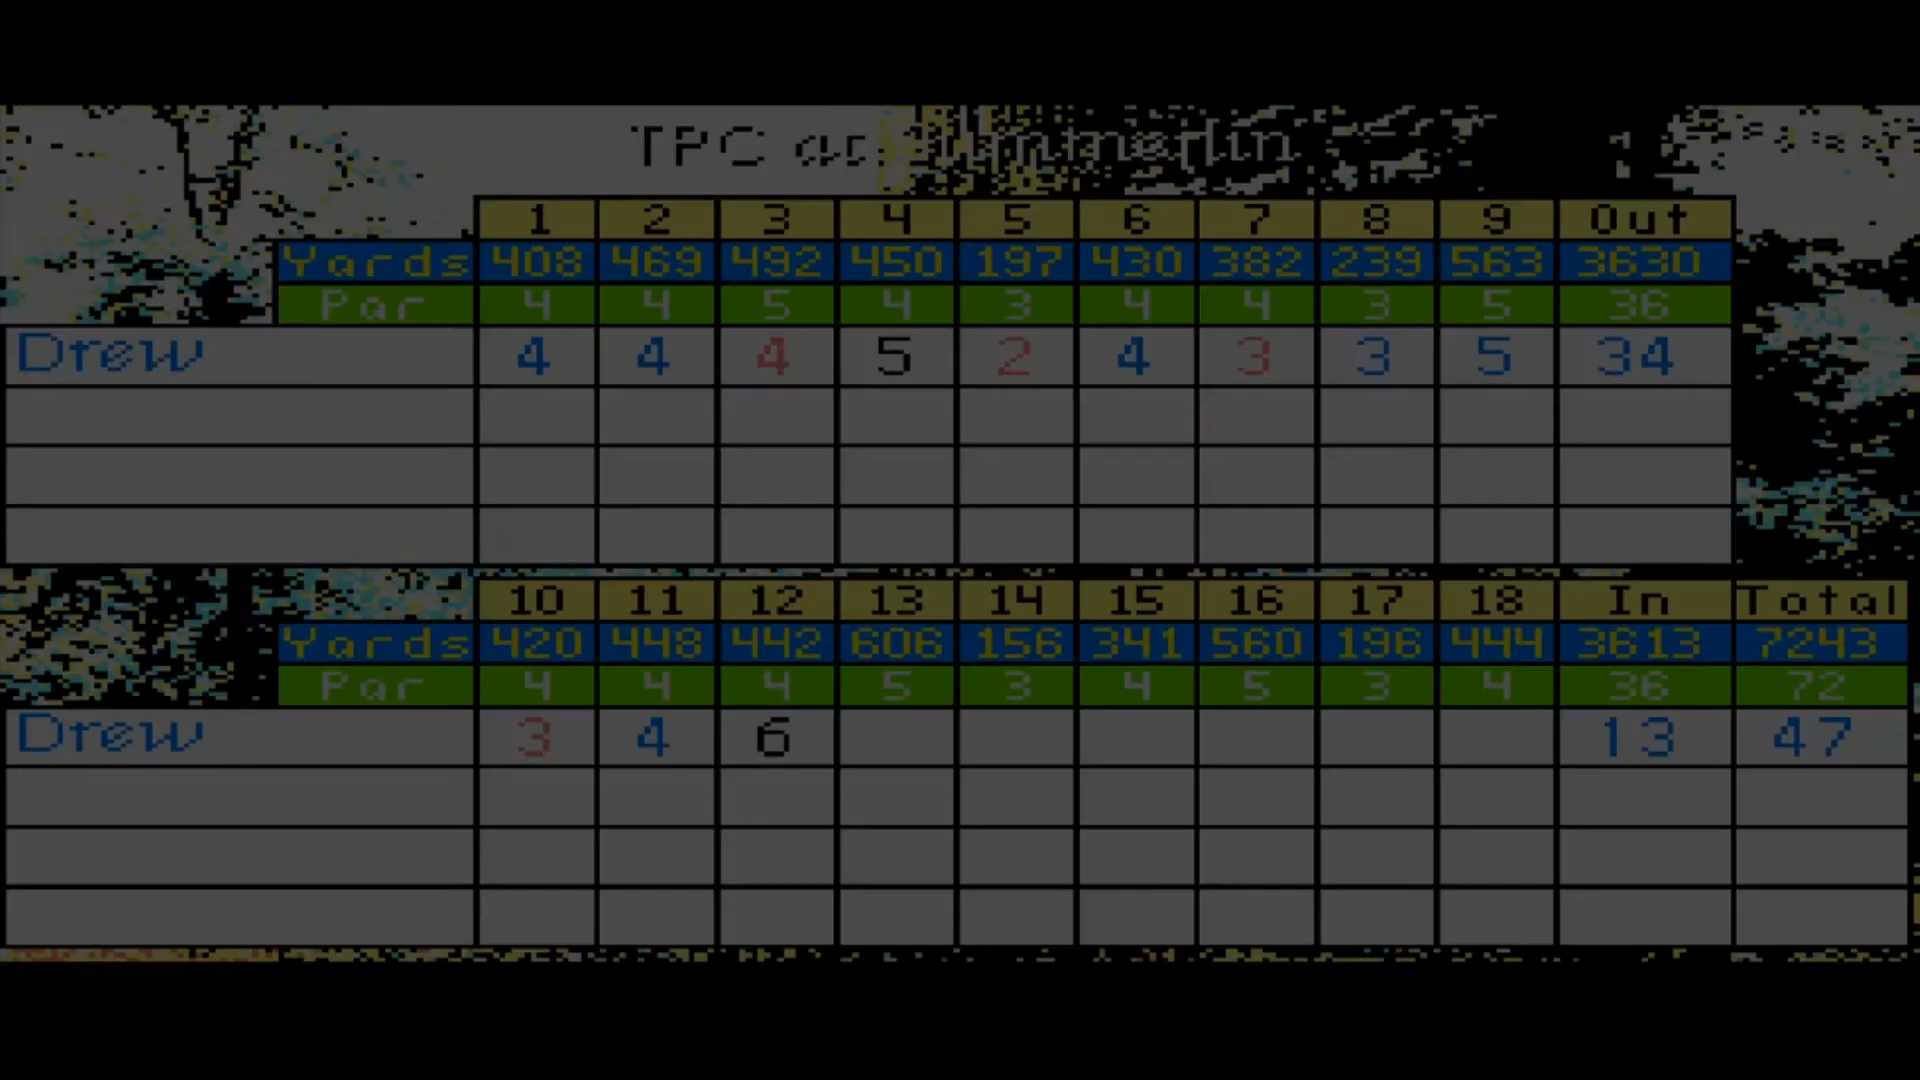 TPC at Summerlin
1 2 3 4 5 6 7 8 9 Out
Yards 408 469 492 450 197 430 382 239 563 3630
Par 4 4 5 4 3 4 4 3 5 36
Drew 4 4 4 5 2 4 3 3 5 34
10 11 12 13 14 15 16 17 18 In Total
Yards 420 448 442 606 156 341 560 196 444 3613 7243
Par 4 4 4 5 3 4 5 3 4 36 72
Drew 3 4 6 13 47